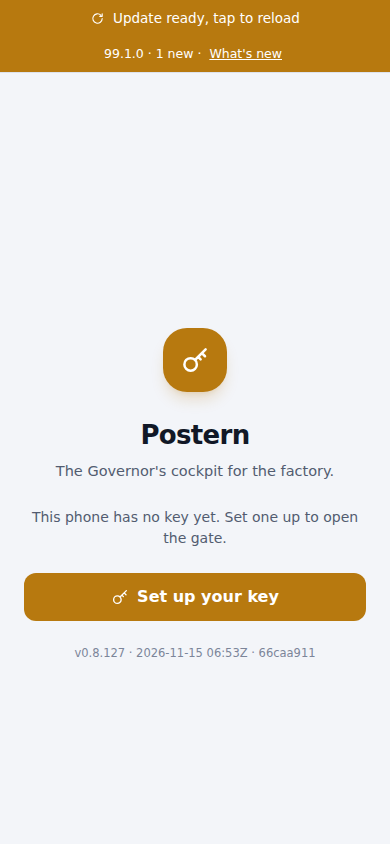 Update ready, tap to reload
99.1.0 · 1 new · What's new
Postern
The Governor's cockpit for the factory.
This phone has no key yet. Set one up to open
the gate.
Set up your key
v0.8.127 · 2026-11-15 06:53Z · 66caa911